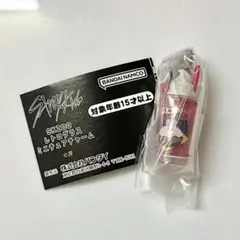 Stray Kids
BANDAI NAMCO
SKZOO
レトログラス
ミニチュアチャーム
対象年齢15才以上
株式会社バンダイ